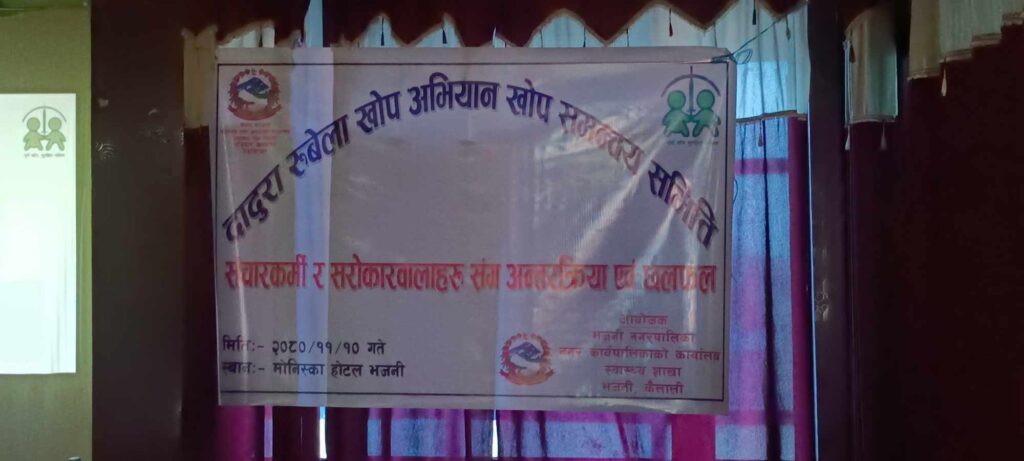 दादुरा रुबेला खोप अभियान खोप समन्वय समिति
संचारकर्मी र सरोकारवालाहरु संग अन्तरक्रिया एवं छलफल
मिति:- २०८०/११/१० गते
स्थान:- मोनिस्का होटल भजनी
आयोजक
भजनी नगरपालिका
नगर कार्यपालिकाको कार्यालय
स्वास्थ्य शाखा
भजनी, कैलाली